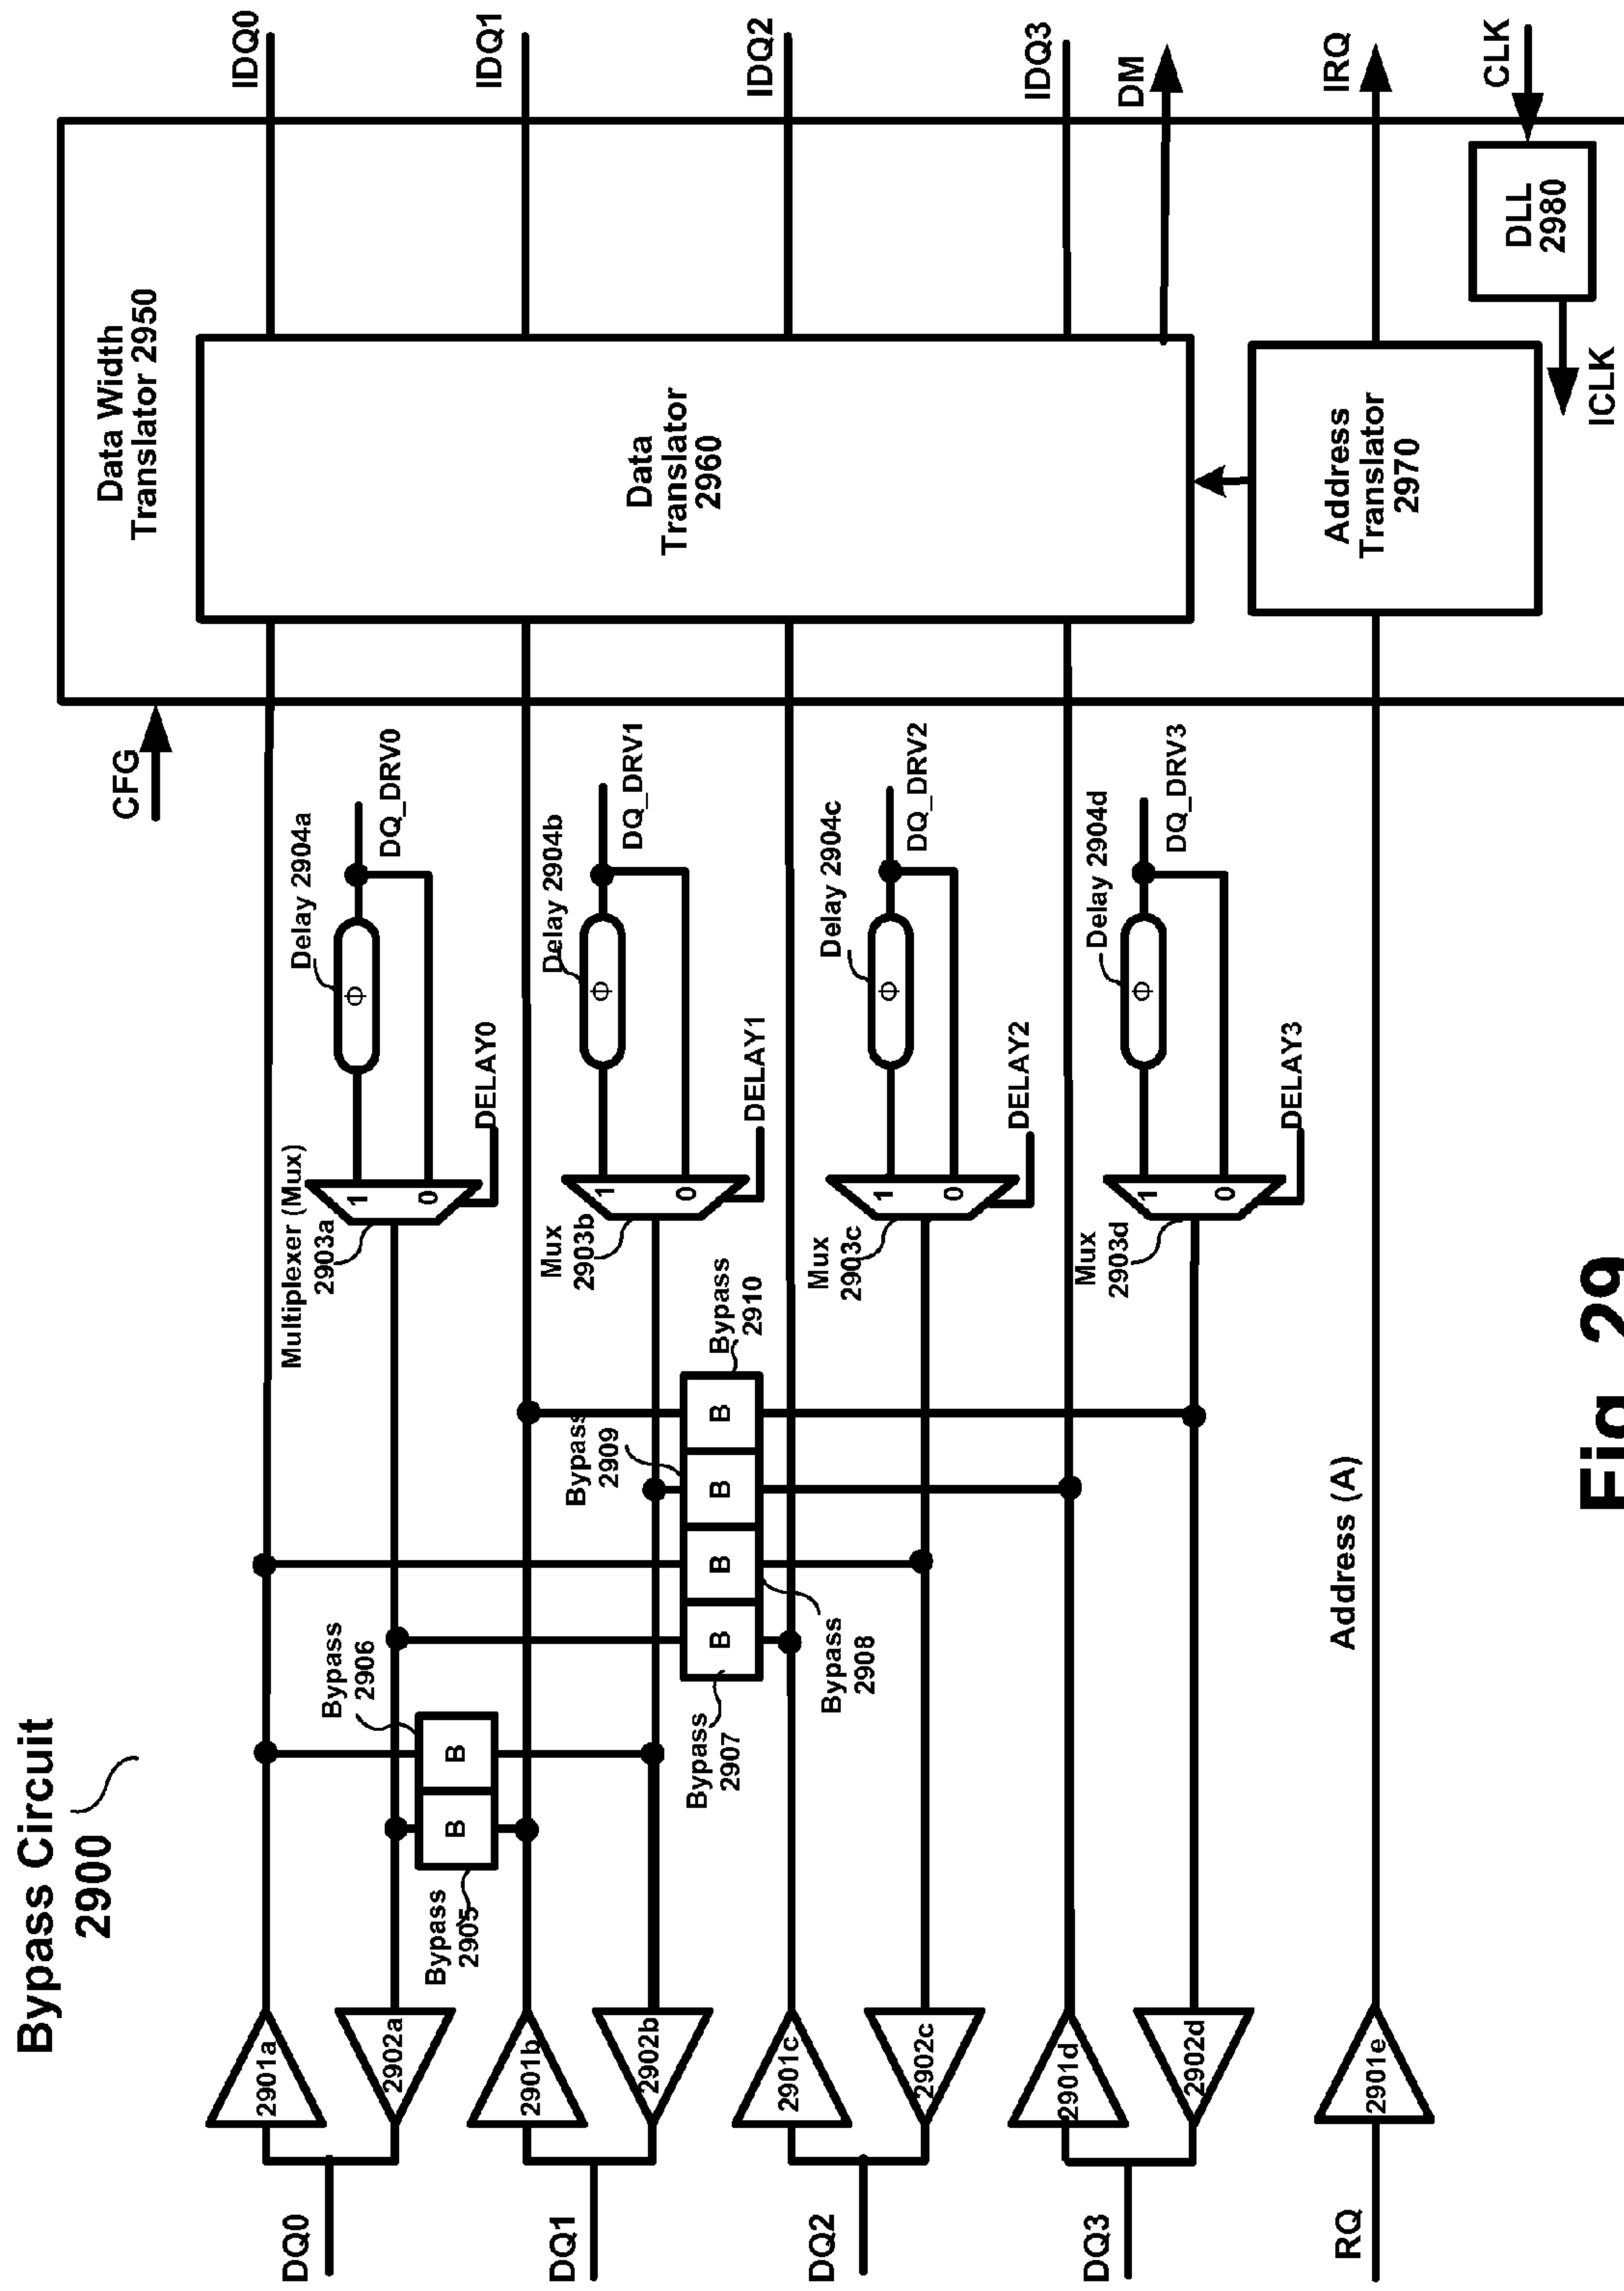 Bypass Circuit
2900
DQ0
DQ1
DQ2
DQ3
RQ
2901a
2902a
2901b
2902b
2901c
2902c
2901d
2902d
2901e
Bypass
2905
Bypass
2906
Bypass
2907
Bypass
2908
Bypass
2909
Bypass
2910
B
B
B
B
B
B
Address (A)
Multiplexer (Mux)
2903a
1
0
DELAY0
Delay 2904a
Φ
DQ_DRV0
Mux
2903b
1
0
DELAY1
Delay 2904b
Φ
DQ_DRV1
Mux
2903c
1
0
DELAY2
Delay 2904c
Φ
DQ_DRV2
Mux
2903d
1
0
DELAY3
Delay 2904d
Φ
DQ_DRV3
CFG
Data Width
Translator 2950
Data
Translator
2960
Address
Translator
2970
DLL
2980
ICLK
IDQ0
IDQ1
IDQ2
IDQ3
DM
IRQ
CLK
Fig. 29